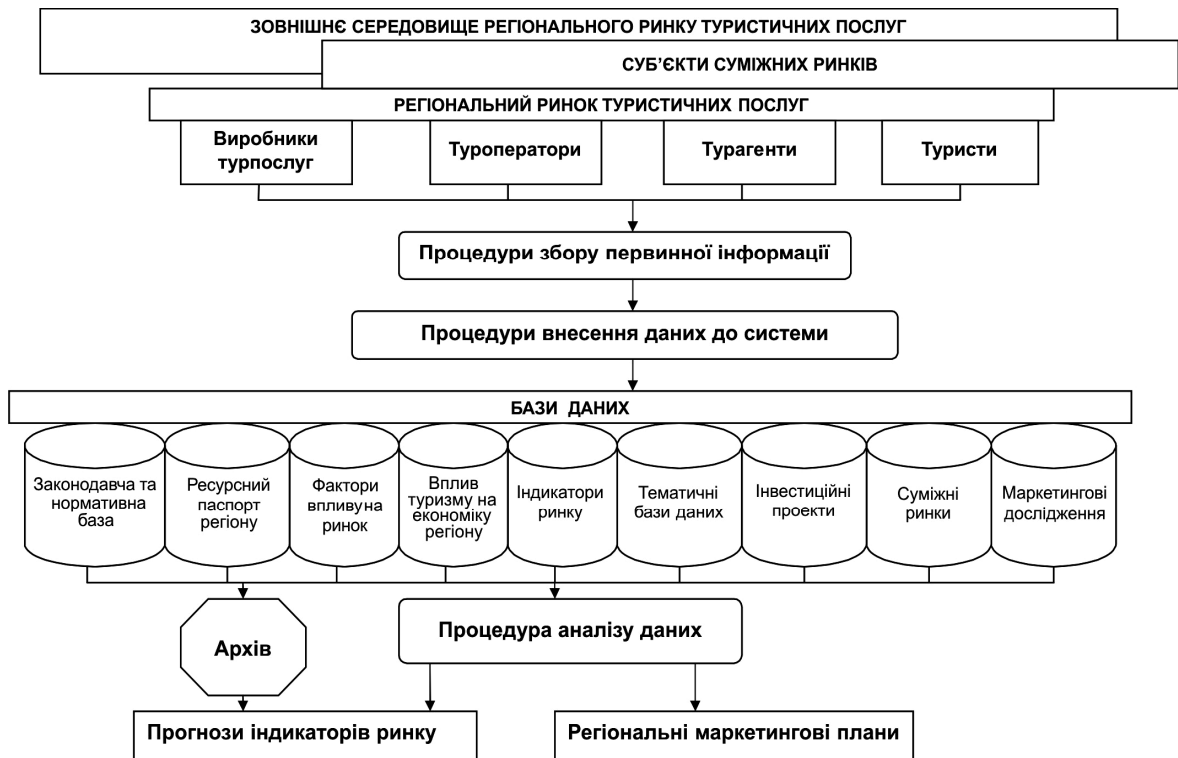 ЗОВНІШНЄ СЕРЕДОВИЩЕ РЕГІОНАЛЬНОГО РИНКУ ТУРИСТИЧНИХ ПОСЛУГ
СУБ’ЄКТИ СУМІЖНИХ РИНКІВ
РЕГІОНАЛЬНИЙ РИНОК ТУРИСТИЧНИХ ПОСЛУГ
Виробники
турпослуг
Туроператори
Турагенти
Туристи
Процедури збору первинної інформації
Процедури внесення даних до системи
БАЗИ ДАНИХ
Законодавча та
нормативна
база
Ресурсний
паспорт
регіону
Фактори
впливу на
ринок
Вплив
туризму на
економіку
регіону
Індикатори
ринку
Тематичні
бази даних
Інвестиційні
проекти
Суміжні
ринки
Маркетингові
дослідження
Архів
Процедура аналізу даних
Прогнози індикаторів ринку
Регіональні маркетингові плани